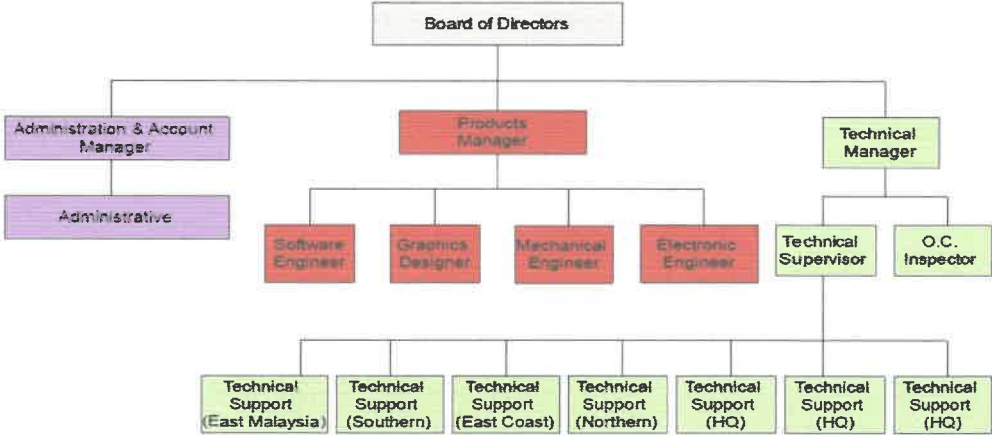 Board of Directors
Administration & Account
Manager
Products
Manager
Technical
Manager
Administrative
Software
Engineer
Graphics
Designer
Mechanical
Engineer
Electronic
Engineer
Technical
Supervisor
O.C.
Inspector
Technical
Support
(East Malaysia)
Technical
Support
(Southern)
Technical
Support
(East Coast)
Technical
Support
(Northern)
Technical
Support
(HQ)
Technical
Support
(HQ)
Technical
Support
(HQ)